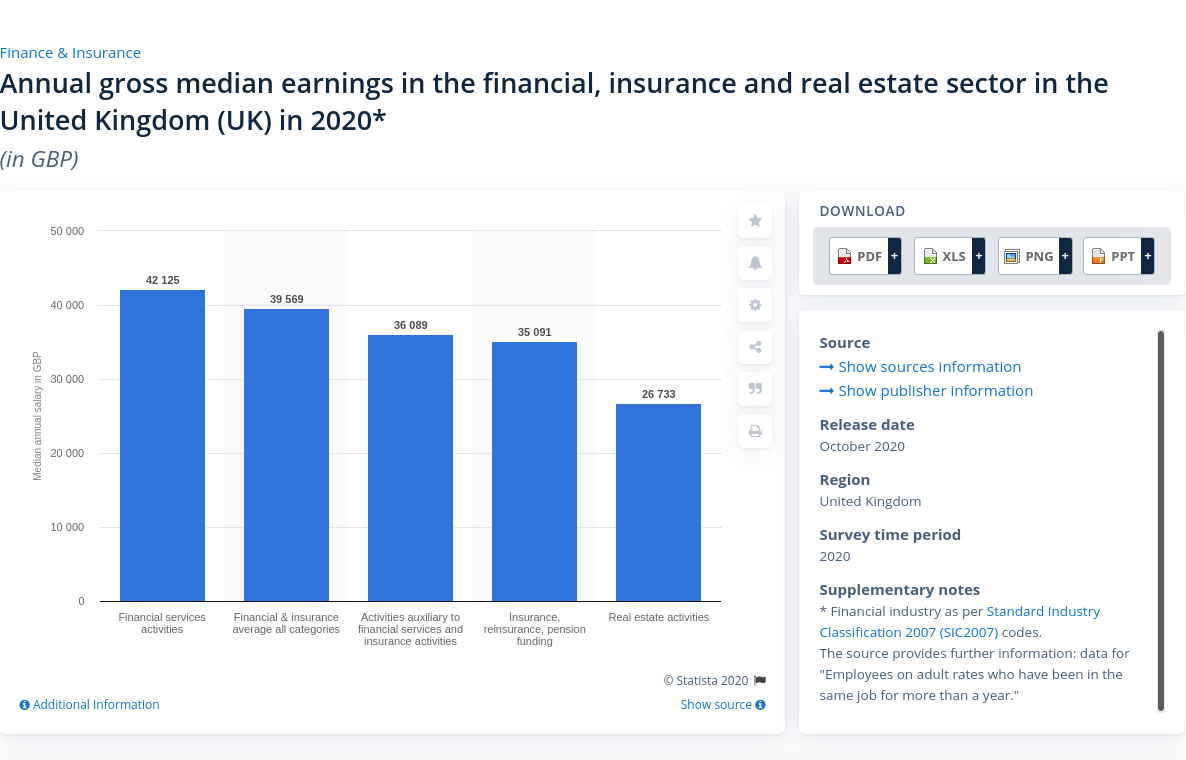 Finance & Insurance
Annual gross median earnings in the financial, insurance and real estate sector in the
United Kingdom (UK) in 2020*
(in GBP)
50 000
40 000
30 000
20 000
10 000
0
Median annual salary in GBP
42 125
39 569
36 089
35 091
26 733
Financial services
activities
Financial & insurance
average all categories
Activities auxiliary to
financial services and
insurance activities
Insurance,
reinsurance, pension
funding
Real estate activities
© Statista 2020
Additional Information
Show source
DOWNLOAD
PDF + XLS + PNG + PPT +
Source
Show sources information
Show publisher information
Release date
October 2020
Region
United Kingdom
Survey time period
2020
Supplementary notes
* Financial industry as per Standard Industry
Classification 2007 (SIC2007) codes.
The source provides further information: data for
"Employees on adult rates who have been in the
same job for more than a year."